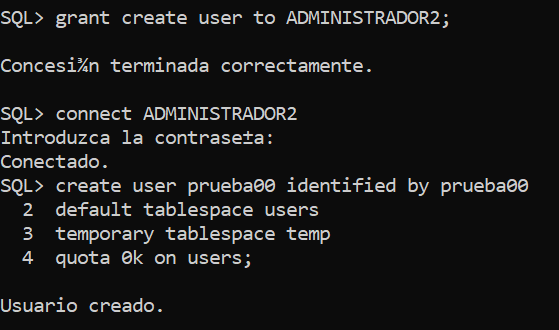 SQL> grant create user to ADMINISTRADOR2;
Concesi¾n terminada correctamente.
SQL> connect ADMINISTRADOR2
Introduzca la contrase±a:
Conectado.
SQL> create user prueba00 identified by prueba00
2 default tablespace users
3 temporary tablespace temp
4 quota 0k on users;
Usuario creado.